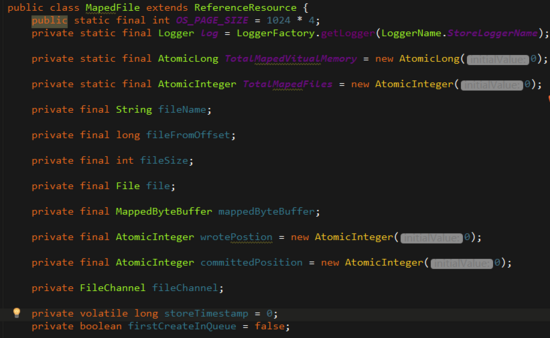 public class MapedFile extends ReferenceResource {
public static final int OS_PAGE_SIZE = 1024 * 4;
private static final Logger log = LoggerFactory.getLogger(LoggerName.StoreLoggerName);
private static final AtomicLong TotalMapedVitualMemory = new AtomicLong(initialValue: 0);
private static final AtomicInteger TotalMapedFiles = new AtomicInteger(initialValue: 0);
private final String fileName;
private final long fileFromOffset;
private final int fileSize;
private final File file;
private final MappedByteBuffer mappedByteBuffer;
private final AtomicInteger wrotePostion = new AtomicInteger(initialValue: 0);
private final AtomicInteger committedPosition = new AtomicInteger(initialValue: 0);
private FileChannel fileChannel;
private volatile long storeTimestamp = 0;
private boolean firstCreateInQueue = false;